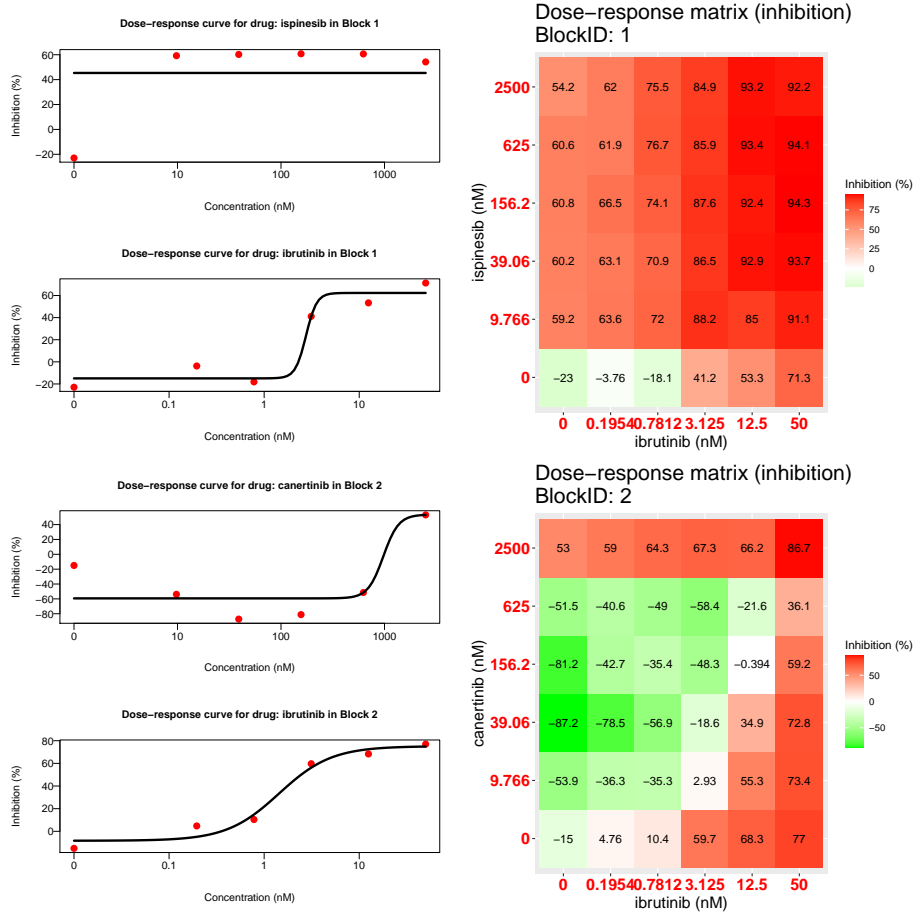 Dose−response curve for drug: ispinesib in Block 1
Inhibition (%)
60
40
20
0
−20
0
10
100
1000
Concentration (nM)
Dose−response curve for drug: ibrutinib in Block 1
Inhibition (%)
60
40
20
0
−20
0
0.1
1
10
Concentration (nM)
Dose−response matrix (inhibition)
BlockID: 1
ispinesib (nM)
2500 54.2 62 75.5 84.9 93.2 92.2
625 60.6 61.9 76.7 85.9 93.4 94.1
156.2 60.8 66.5 74.1 87.6 92.4 94.3
39.06 60.2 63.1 70.9 86.5 92.9 93.7
9.766 59.2 63.6 72 88.2 85 91.1
0 −23 −3.76 −18.1 41.2 53.3 71.3
0 0.1954 0.7812 3.125 12.5 50
ibrutinib (nM)
Inhibition (%)
75
50
25
0
Dose−response curve for drug: canertinib in Block 2
Inhibition (%)
40
20
0
−20
−40
−60
−80
0
10
100
1000
Concentration (nM)
Dose−response curve for drug: ibrutinib in Block 2
Inhibition (%)
80
60
40
20
0
0
0.1
1
10
Concentration (nM)
Dose−response matrix (inhibition)
BlockID: 2
canertinib (nM)
2500 53 59 64.3 67.3 66.2 86.7
625 −51.5 −40.6 −49 −58.4 −21.6 36.1
156.2 −81.2 −42.7 −35.4 −48.3 −0.394 59.2
39.06 −87.2 −78.5 −56.9 −18.6 34.9 72.8
9.766 −53.9 −36.3 −35.3 2.93 55.3 73.4
0 −15 4.76 10.4 59.7 68.3 77
0 0.1954 0.7812 3.125 12.5 50
ibrutinib (nM)
Inhibition (%)
50
0
−50